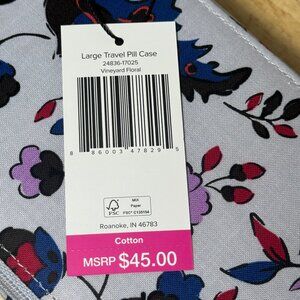 Large Travel Pill Case
24836-17025
Vineyard Floral
8 86003 47829 5
FSC
MIX
Paper
FSC® C135154
Roanoke, IN 46783
Cotton
MSRP $45.00